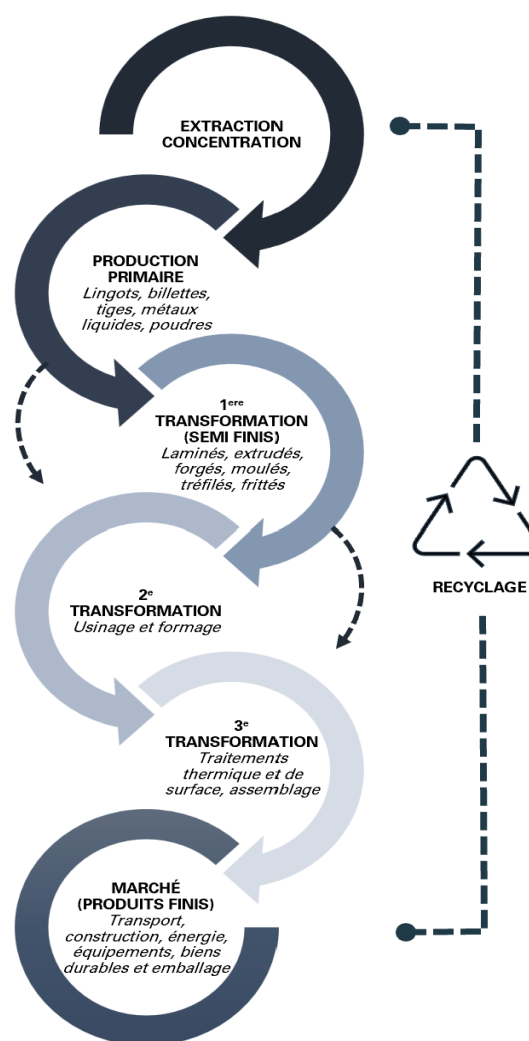 EXTRACTION
CONCENTRATION
PRODUCTION
PRIMAIRE
Lingots, billettes,
tiges, métaux
liquides, poudres
1ere
TRANSFORMATION
(SEMI FINIS)
Laminés, extrudés,
forgés, moulés,
tréfilés, frittés
RECYCLAGE
2e
TRANSFORMATION
Usinage et formage
3e
TRANSFORMATION
Traitements
thermique et de
surface, assemblage
MARCHÉ
(PRODUITS FINIS)
Transport,
construction, énergie,
équipements, biens
durables et emballage